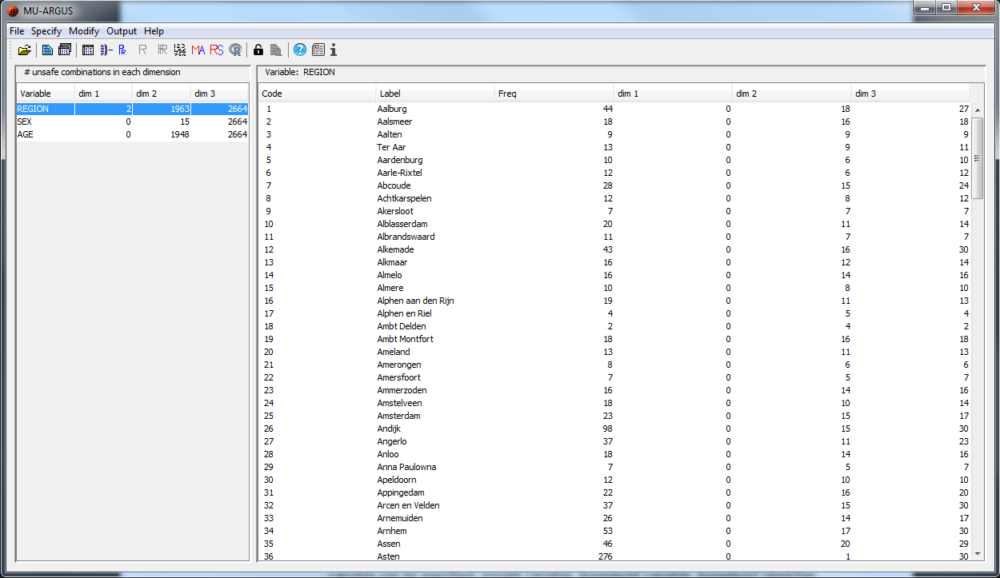 MU-ARGUS
File Specify Modify Output Help
R HR 123 456 789 MA RS R
# unsafe combinations in each dimension
Variable dim 1 dim 2 dim 3
REGION 2 1963 2664
SEX 0 15 2664
AGE 0 1948 2664
Variable: REGION
Code Label Freq dim 1 dim 2 dim 3
1 Aalburg 44 0 18 27
2 Aalsmeer 18 0 16 18
3 Aalten 9 0 9 9
4 Ter Aar 13 0 9 11
5 Aardenburg 10 0 6 10
6 Aarle-Rixtel 12 0 6 12
7 Abcoude 28 0 15 24
8 Achtkarspelen 12 0 8 12
9 Akersloot 7 0 7 7
10 Alblasserdam 20 0 11 14
11 Albrandswaard 11 0 7 7
12 Alkemade 43 0 16 30
13 Alkmaar 16 0 12 14
14 Almelo 16 0 14 16
15 Almere 10 0 8 10
16 Alphen aan den Rijn 19 0 11 13
17 Alphen en Riel 4 0 5 4
18 Ambt Delden 2 0 4 2
19 Ambt Montfort 18 0 16 18
20 Ameland 13 0 11 13
21 Amerongen 8 0 6 6
22 Amersfoort 7 0 5 7
23 Ammerzoden 16 0 14 16
24 Amstelveen 18 0 10 14
25 Amsterdam 23 0 15 17
26 Andijk 98 0 15 30
27 Angerlo 37 0 11 23
28 Anloo 18 0 14 16
29 Anna Paulowna 7 0 5 7
30 Apeldoorn 12 0 10 10
31 Appingedam 22 0 16 20
32 Arcen en Velden 37 0 15 30
33 Arnemuiden 26 0 14 17
34 Arnhem 53 0 17 30
35 Assen 46 0 20 29
36 Asten 276 0 1 30